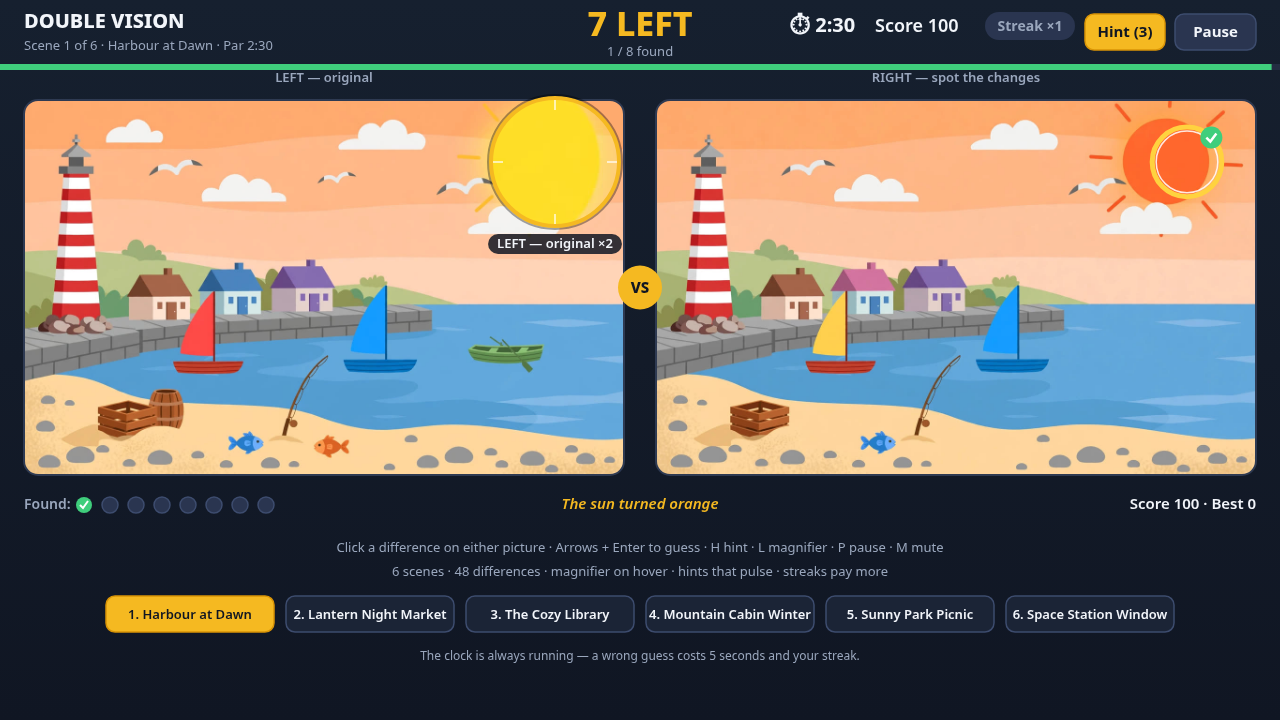 DOUBLE VISION
Scene 1 of 6 · Harbour at Dawn · Par 2:30
7 LEFT
1 / 8 found
⏱ 2:30
Score 100
Streak ×1
Hint (3)
Pause
LEFT — original
RIGHT — spot the changes
LEFT — original ×2
VS
Found:
The sun turned orange
Score 100 · Best 0
Click a difference on either picture · Arrows + Enter to guess · H hint · L magnifier · P pause · M mute
6 scenes · 48 differences · magnifier on hover · hints that pulse · streaks pay more
1. Harbour at Dawn
2. Lantern Night Market
3. The Cozy Library
4. Mountain Cabin Winter
5. Sunny Park Picnic
6. Space Station Window
The clock is always running — a wrong guess costs 5 seconds and your streak.